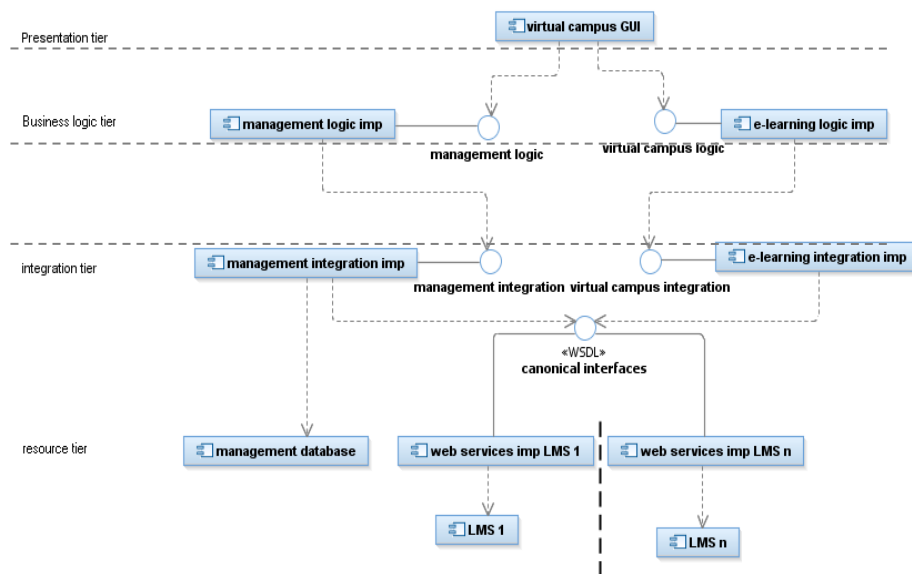 virtual campus GUI
Presentation tier
Business logic tier
management logic imp
e-learning logic imp
management logic
virtual campus logic
integration tier
management integration imp
e-learning integration imp
management integration
virtual campus integration
«WSDL»
canonical interfaces
resource tier
management database
web services imp LMS 1
web services imp LMS n
LMS 1
LMS n